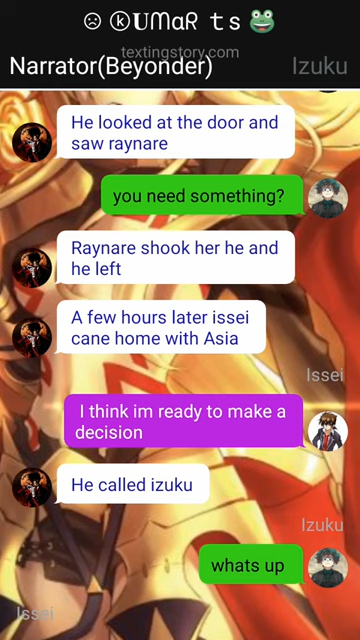 ☹ ⓚ𝐔ᗰᗩᖇ ｔｓ 🐸
textingstory.com
Narrator(Beyonder) Izuku
He looked at the door and
saw raynare
you need something?
Raynare shook her he and
he left
A few hours later issei
cane home with Asia
Issei
I think im ready to make a
decision
He called izuku
Izuku
whats up
Issei